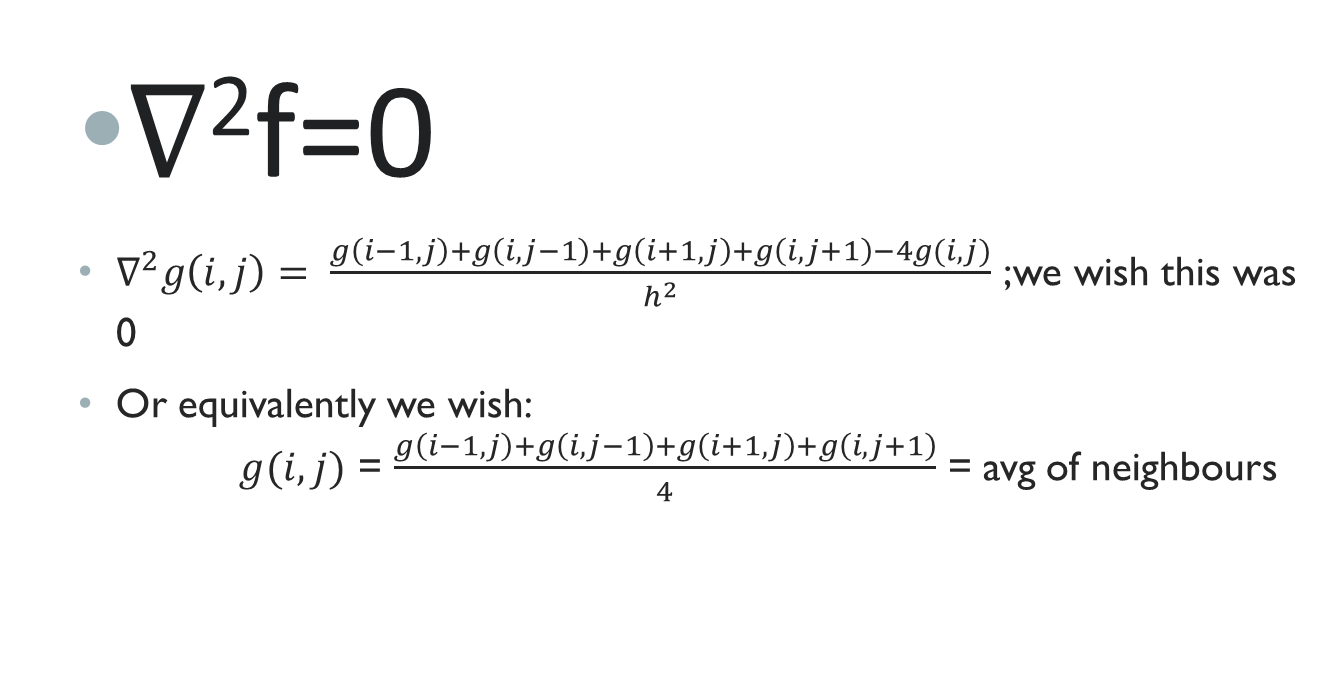 •∇²f=0
• ∇²g(i,j) = (g(i−1,j)+g(i,j−1)+g(i+1,j)+g(i,j+1)−4g(i,j))/h² ;we wish this was
0
• Or equivalently we wish:
g(i,j) = (g(i−1,j)+g(i,j−1)+g(i+1,j)+g(i,j+1))/4 = avg of neighbours